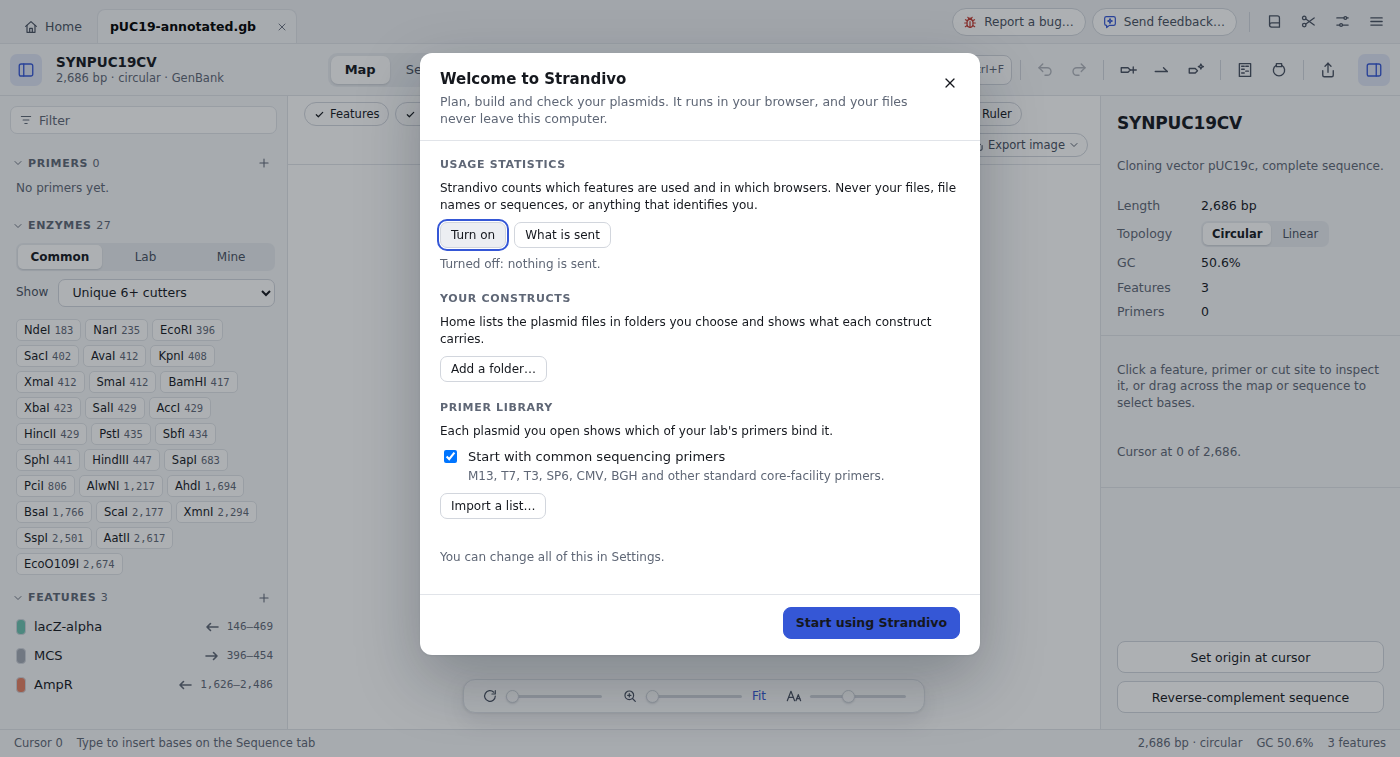 Home
pUC19-annotated.gb
Report a bug…
Send feedback…
SYNPUC19CV
2,686 bp · circular · GenBank
Map
Filter
PRIMERS 0
No primers yet.
ENZYMES 27
Common Lab Mine
Show Unique 6+ cutters
NdeI 183 NarI 235 EcoRI 396
SacI 402 AvaI 412 KpnI 408
XmaI 412 SmaI 412 BamHI 417
XbaI 423 SalI 429 AccI 429
HincII 429 PstI 435 SbfI 434
SphI 441 HindIII 447 SapI 683
PciI 806 AlwNI 1,217 AhdI 1,694
BsaI 1,766 ScaI 2,177 XmnI 2,294
SspI 2,501 AatII 2,617
EcoO109I 2,674
FEATURES 3
lacZ-alpha 146–469
MCS 396–454
AmpR 1,626–2,486
Features
Ruler
Export image
Welcome to Strandivo
Plan, build and check your plasmids. It runs in your browser, and your files
never leave this computer.
USAGE STATISTICS
Strandivo counts which features are used and in which browsers. Never your files, file
names or sequences, or anything that identifies you.
Turn on What is sent
Turned off: nothing is sent.
YOUR CONSTRUCTS
Home lists the plasmid files in folders you choose and shows what each construct
carries.
Add a folder…
PRIMER LIBRARY
Each plasmid you open shows which of your lab's primers bind it.
Start with common sequencing primers
M13, T7, T3, SP6, CMV, BGH and other standard core-facility primers.
Import a list…
You can change all of this in Settings.
Start using Strandivo
Fit
SYNPUC19CV
Cloning vector pUC19c, complete sequence.
Length 2,686 bp
Topology Circular Linear
GC 50.6%
Features 3
Primers 0
Click a feature, primer or cut site to inspect
it, or drag across the map or sequence to
select bases.
Cursor at 0 of 2,686.
Set origin at cursor
Reverse-complement sequence
Cursor 0 Type to insert bases on the Sequence tab
2,686 bp · circular GC 50.6% 3 features